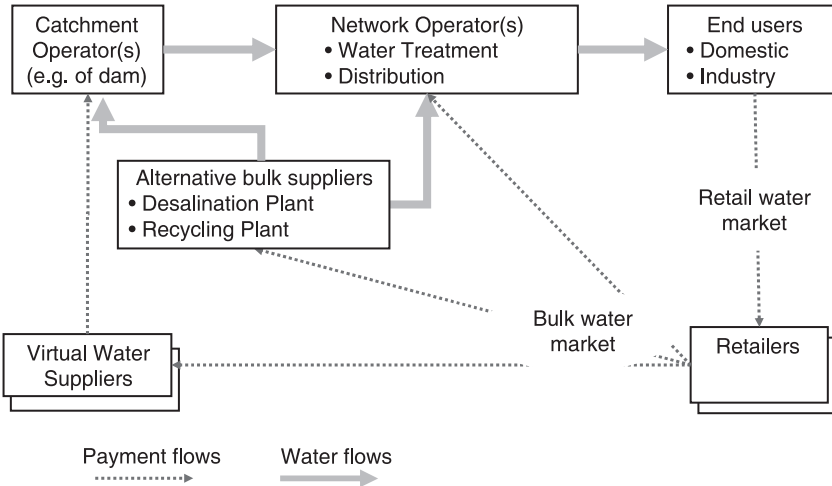 Catchment
Operator(s)
(e.g. of dam)
Network Operator(s)
• Water Treatment
• Distribution
End users
• Domestic
• Industry
Alternative bulk suppliers
• Desalination Plant
• Recycling Plant
Retail water
market
Bulk water
market
Virtual Water
Suppliers
Retailers
Payment flows
Water flows